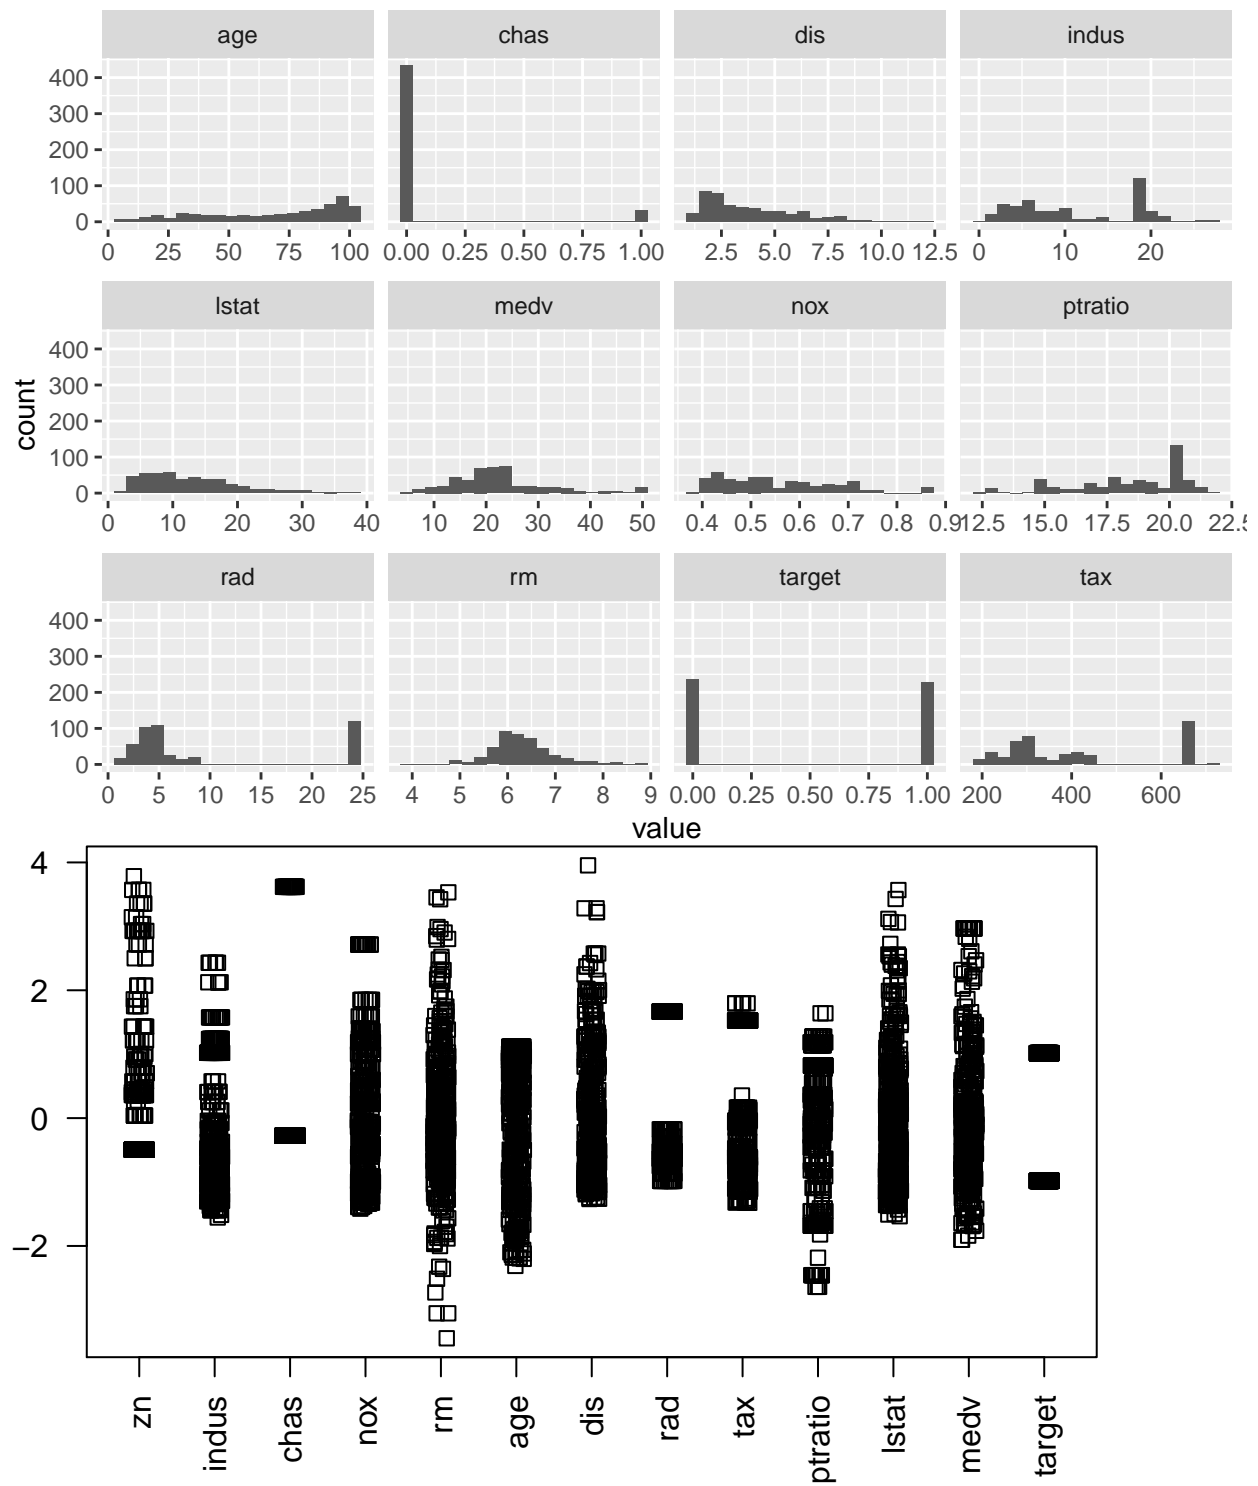 age chas dis indus
400
300
200
100
0
0 25 50 75 100 0.00 0.25 0.50 0.75 1.00 2.5 5.0 7.5 10.0 12.5 0 10 20
lstat medv nox ptratio
400
300
200
100
0
0 10 20 30 40 10 20 30 40 50 0.4 0.5 0.6 0.7 0.8 0.9 12.5 15.0 17.5 20.0 22.5
count
rad rm target tax
400
300
200
100
0
0 5 10 15 20 25 4 5 6 7 8 9 0.00 0.25 0.50 0.75 1.00 200 400 600
value
4
2
0
−2
zn indus chas nox rm age dis rad tax ptratio lstat medv target